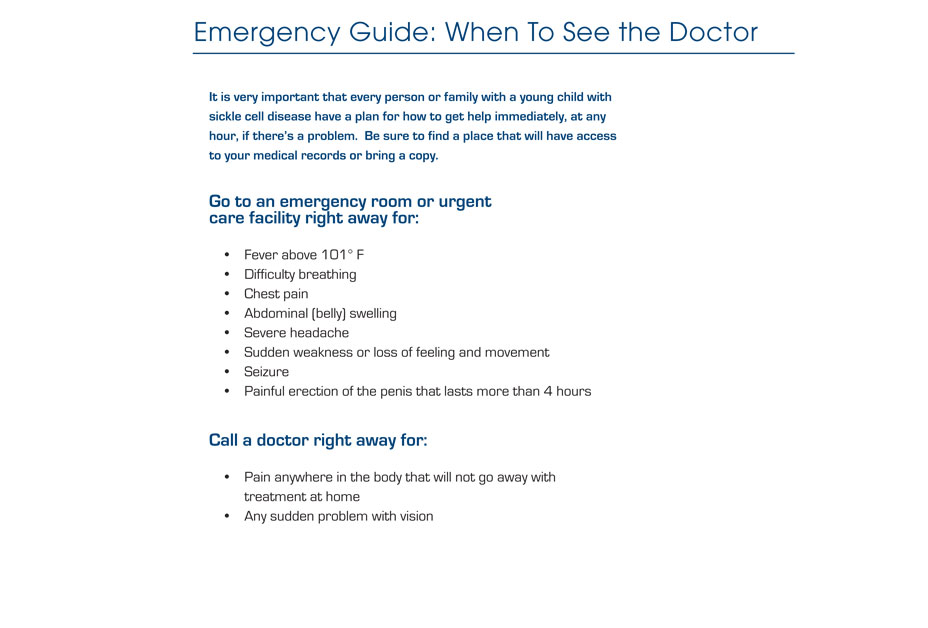 Emergency Guide: When To See the Doctor
It is very important that every person or family with a young child with
sickle cell disease have a plan for how to get help immediately, at any
hour, if there's a problem.  Be sure to find a place that will have access
to your medical records or bring a copy.
Go to an emergency room or urgent
care facility right away for:
• Fever above 101° F
• Difficulty breathing
• Chest pain
• Abdominal (belly) swelling
• Severe headache
• Sudden weakness or loss of feeling and movement
• Seizure
• Painful erection of the penis that lasts more than 4 hours
Call a doctor right away for:
• Pain anywhere in the body that will not go away with
treatment at home
• Any sudden problem with vision